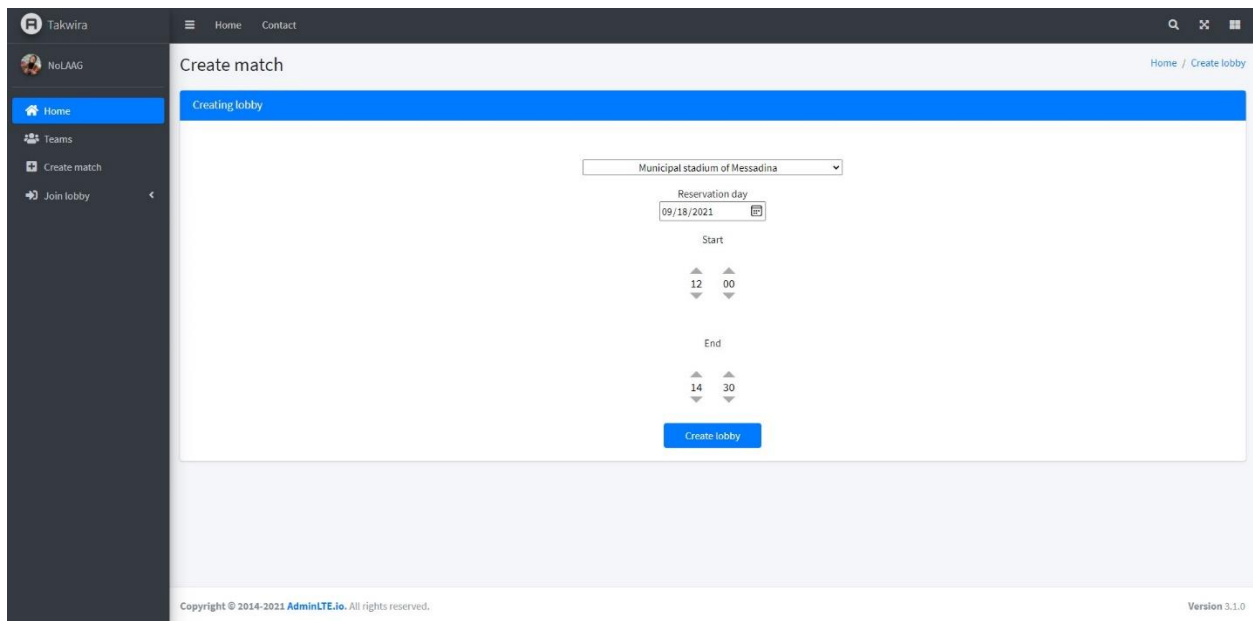 Takwira
Home Contact
NoLAAG
Create match
Home / Create lobby
Home
Teams
Create match
Join lobby
Creating lobby
Municipal stadium of Messadina
Reservation day
09/18/2021
Start
12 00
End
14 30
Create lobby
Copyright © 2014-2021 AdminLTE.io. All rights reserved.
Version 3.1.0